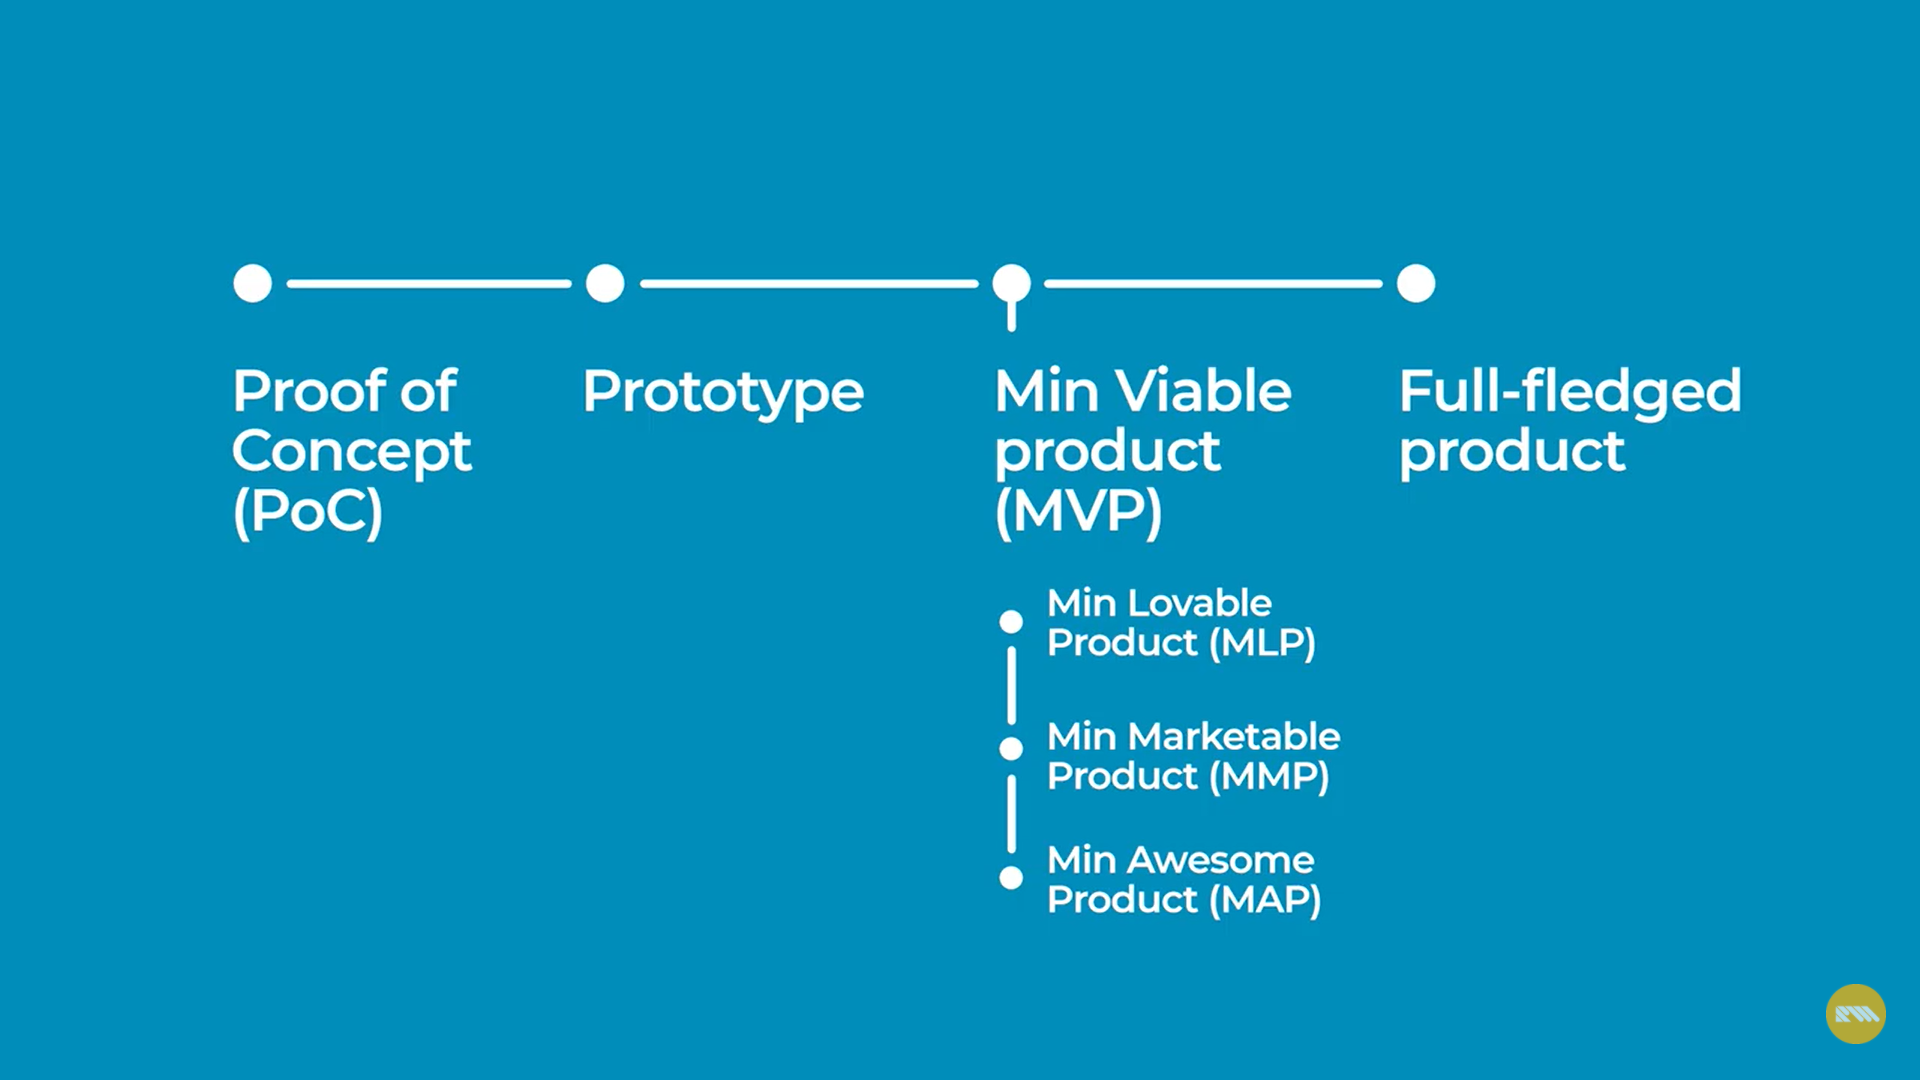 Proof of
Concept
(PoC)
Prototype
Min Viable
product
(MVP)
Min Lovable
Product (MLP)
Min Marketable
Product (MMP)
Min Awesome
Product (MAP)
Full-fledged
product